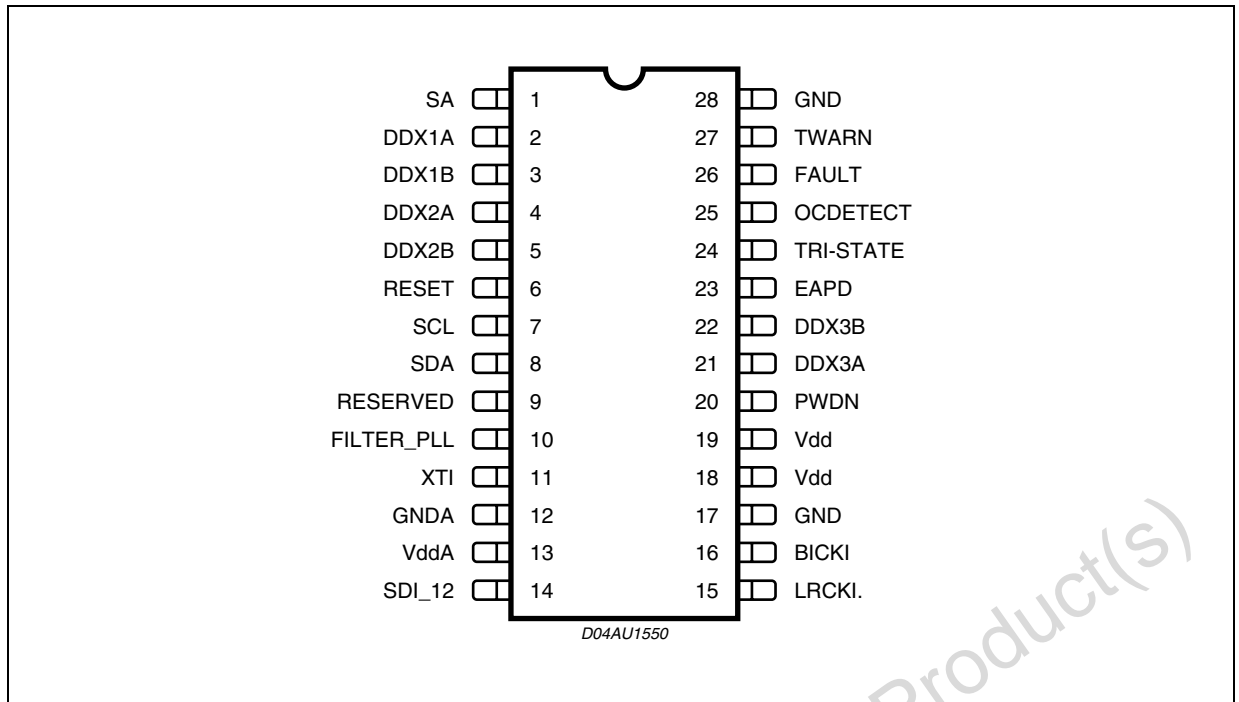 SA 1 28 GND
DDX1A 2 27 TWARN
DDX1B 3 26 FAULT
DDX2A 4 25 OCDETECT
DDX2B 5 24 TRI-STATE
RESET 6 23 EAPD
SCL 7 22 DDX3B
SDA 8 21 DDX3A
RESERVED 9 20 PWDN
FILTER_PLL 10 19 Vdd
XTI 11 18 Vdd
GNDA 12 17 GND
VddA 13 16 BICKI
SDI_12 14 15 LRCKI.
D04AU1550
Product(s)